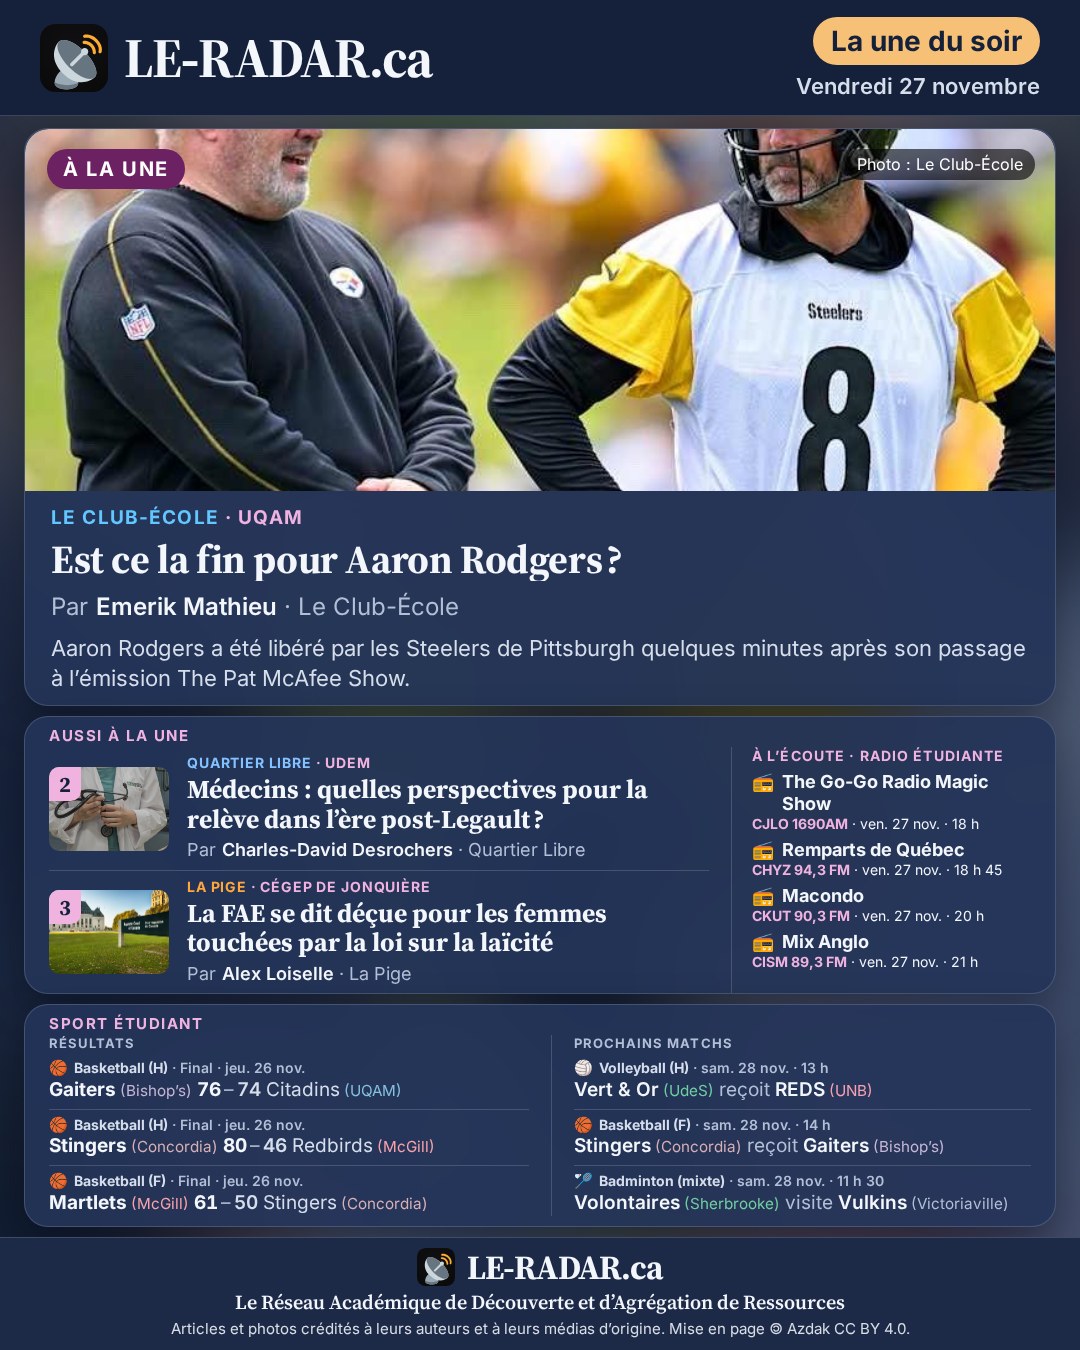 LE-RADAR.ca
La une du soir
Vendredi 27 novembre
À LA UNE
Photo : Le Club-École
NFL
Steelers
Steelers
8
LE CLUB-ÉCOLE · UQAM
Est ce la fin pour Aaron Rodgers ?
Par Emerik Mathieu · Le Club-École
Aaron Rodgers a été libéré par les Steelers de Pittsburgh quelques minutes après son passage
à l’émission The Pat McAfee Show.
AUSSI À LA UNE
2
QUARTIER LIBRE · UDEM
Médecins : quelles perspectives pour la
relève dans l’ère post-Legault ?
Par Charles-David Desrochers · Quartier Libre
3
LA PIGE · CÉGEP DE JONQUIÈRE
La FAE se dit déçue pour les femmes
touchées par la loi sur la laïcité
Par Alex Loiselle · La Pige
À L’ÉCOUTE · RADIO ÉTUDIANTE
The Go-Go Radio Magic
Show
CJLO 1690AM · ven. 27 nov. · 18 h
Remparts de Québec
CHYZ 94,3 FM · ven. 27 nov. · 18 h 45
Macondo
CKUT 90,3 FM · ven. 27 nov. · 20 h
Mix Anglo
CISM 89,3 FM · ven. 27 nov. · 21 h
SPORT ÉTUDIANT
RÉSULTATS
Basketball (H) · Final · jeu. 26 nov.
Gaiters (Bishop’s) 76 – 74 Citadins (UQAM)
Basketball (H) · Final · jeu. 26 nov.
Stingers (Concordia) 80 – 46 Redbirds (McGill)
Basketball (F) · Final · jeu. 26 nov.
Martlets (McGill) 61 – 50 Stingers (Concordia)
PROCHAINS MATCHS
Volleyball (H) · sam. 28 nov. · 13 h
Vert & Or (UdeS) reçoit REDS (UNB)
Basketball (F) · sam. 28 nov. · 14 h
Stingers (Concordia) reçoit Gaiters (Bishop’s)
Badminton (mixte) · sam. 28 nov. · 11 h 30
Volontaires (Sherbrooke) visite Vulkins (Victoriaville)
LE-RADAR.ca
Le Réseau Académique de Découverte et d’Agrégation de Ressources
Articles et photos crédités à leurs auteurs et à leurs médias d’origine. Mise en page 🄯 Azdak CC BY 4.0.